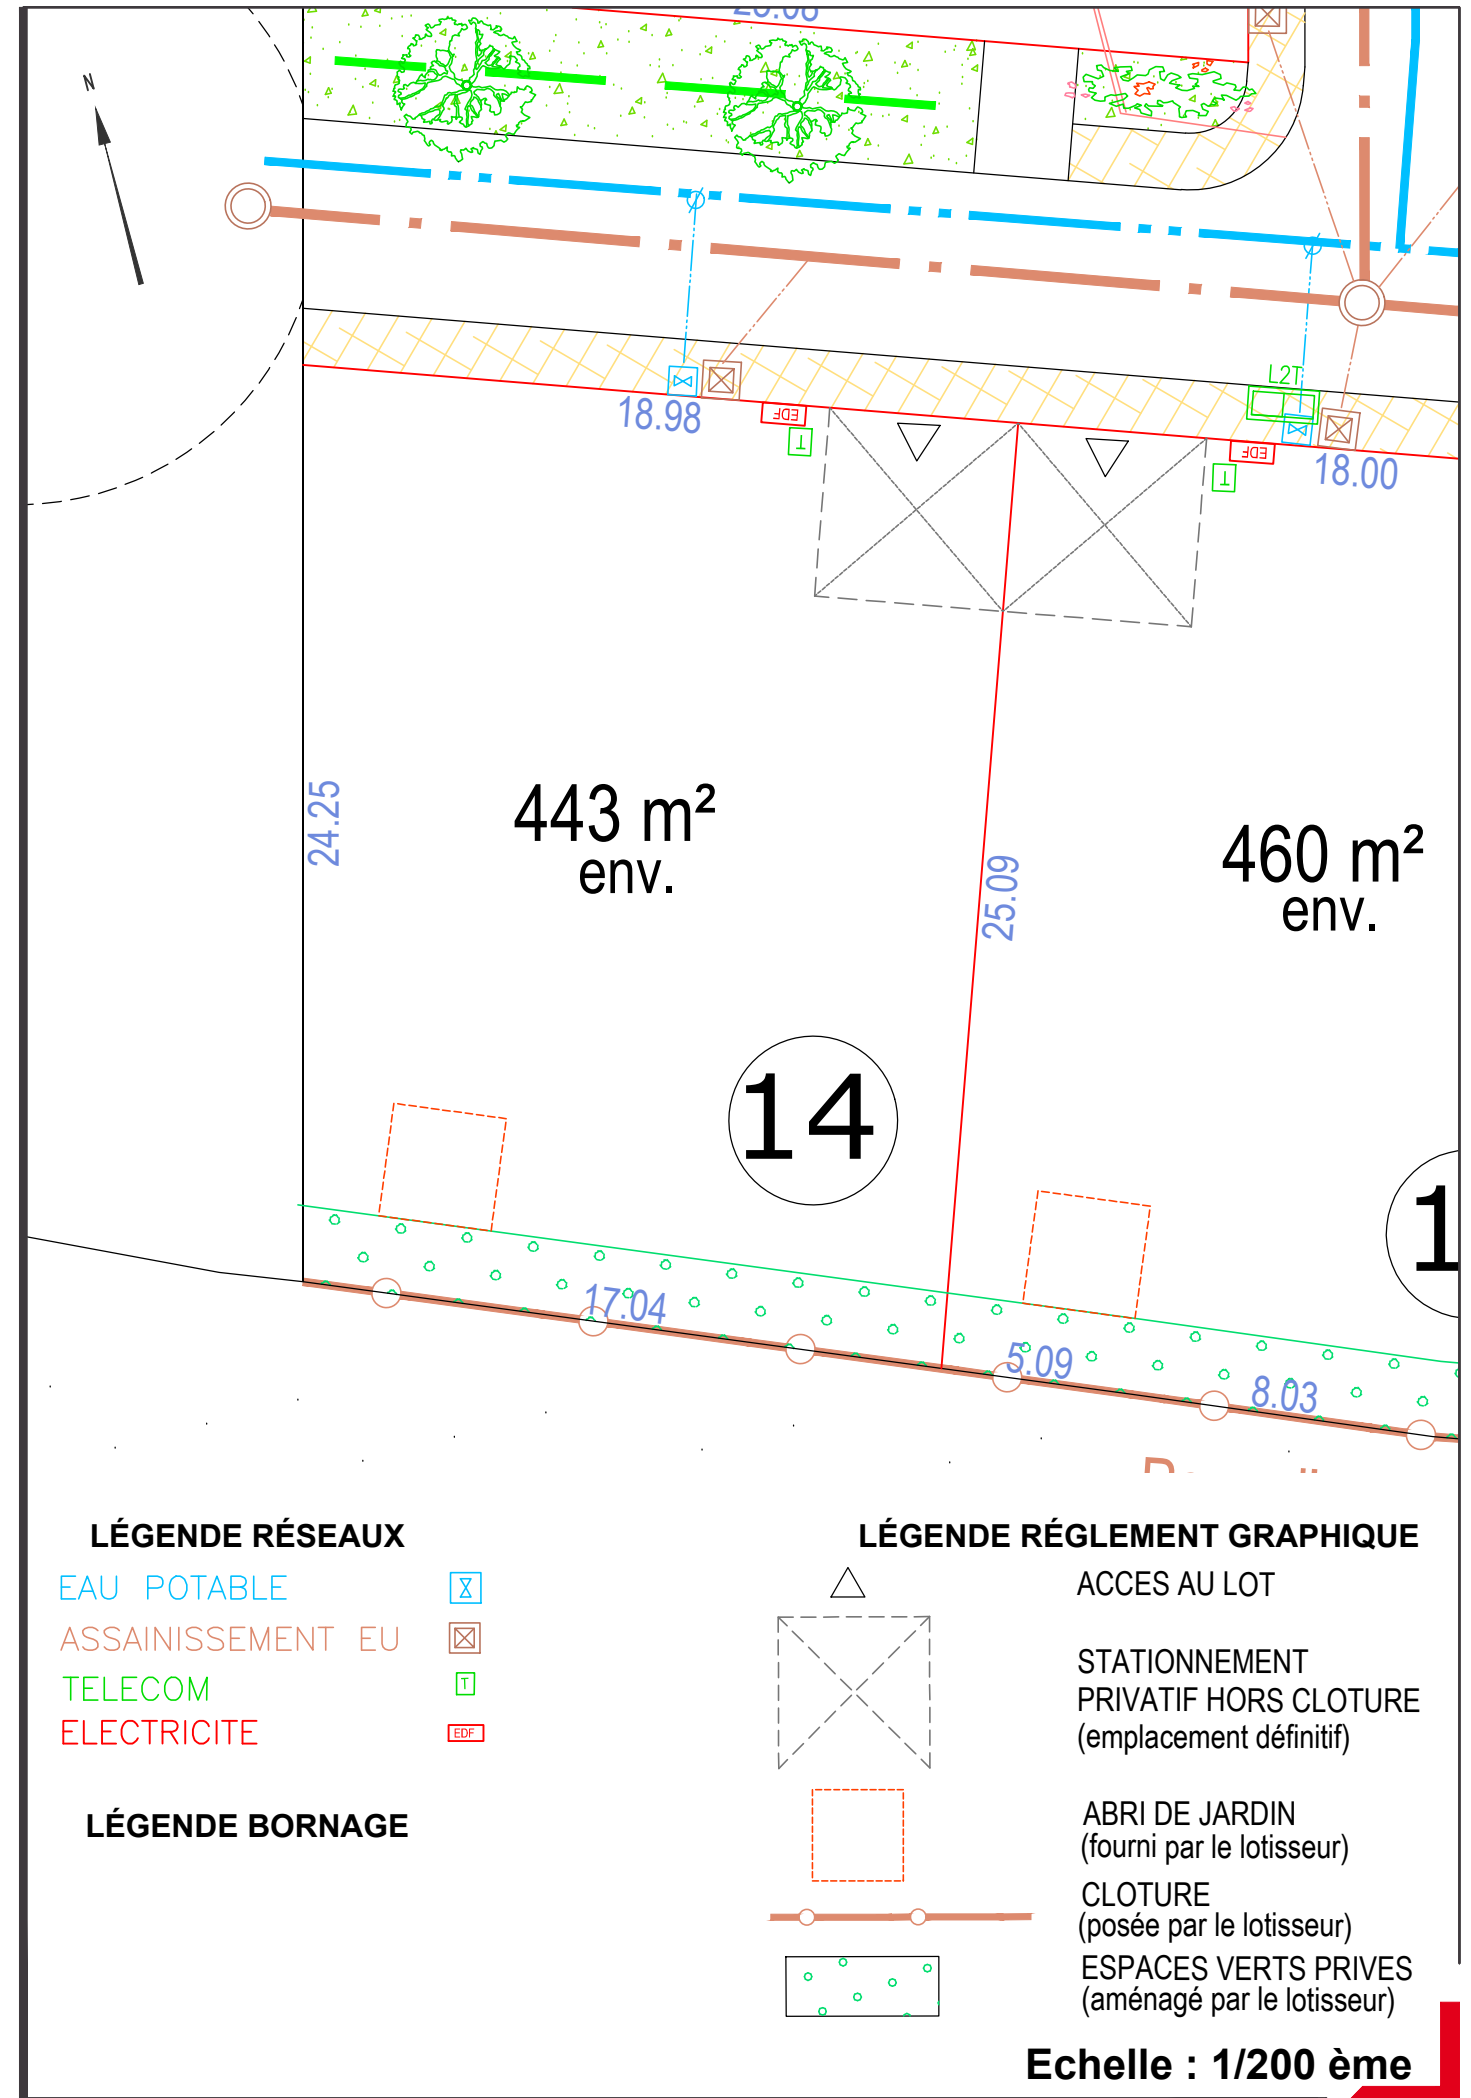 N
18.98
EDF
T
L2T
EDF
T
18.00
24.25
443 m²
env.
25.09
460 m²
env.
14
17.04
5.09
8.03
LÉGENDE RÉSEAUX
EAU POTABLE
ASSAINISSEMENT EU
TELECOM
T
ELECTRICITE
EDF
LÉGENDE BORNAGE
LÉGENDE RÉGLEMENT GRAPHIQUE
ACCES AU LOT
STATIONNEMENT
PRIVATIF HORS CLOTURE
(emplacement définitif)
ABRI DE JARDIN
(fourni par le lotisseur)
CLOTURE
(posée par le lotisseur)
ESPACES VERTS PRIVES
(aménagé par le lotisseur)
Echelle : 1/200 ème